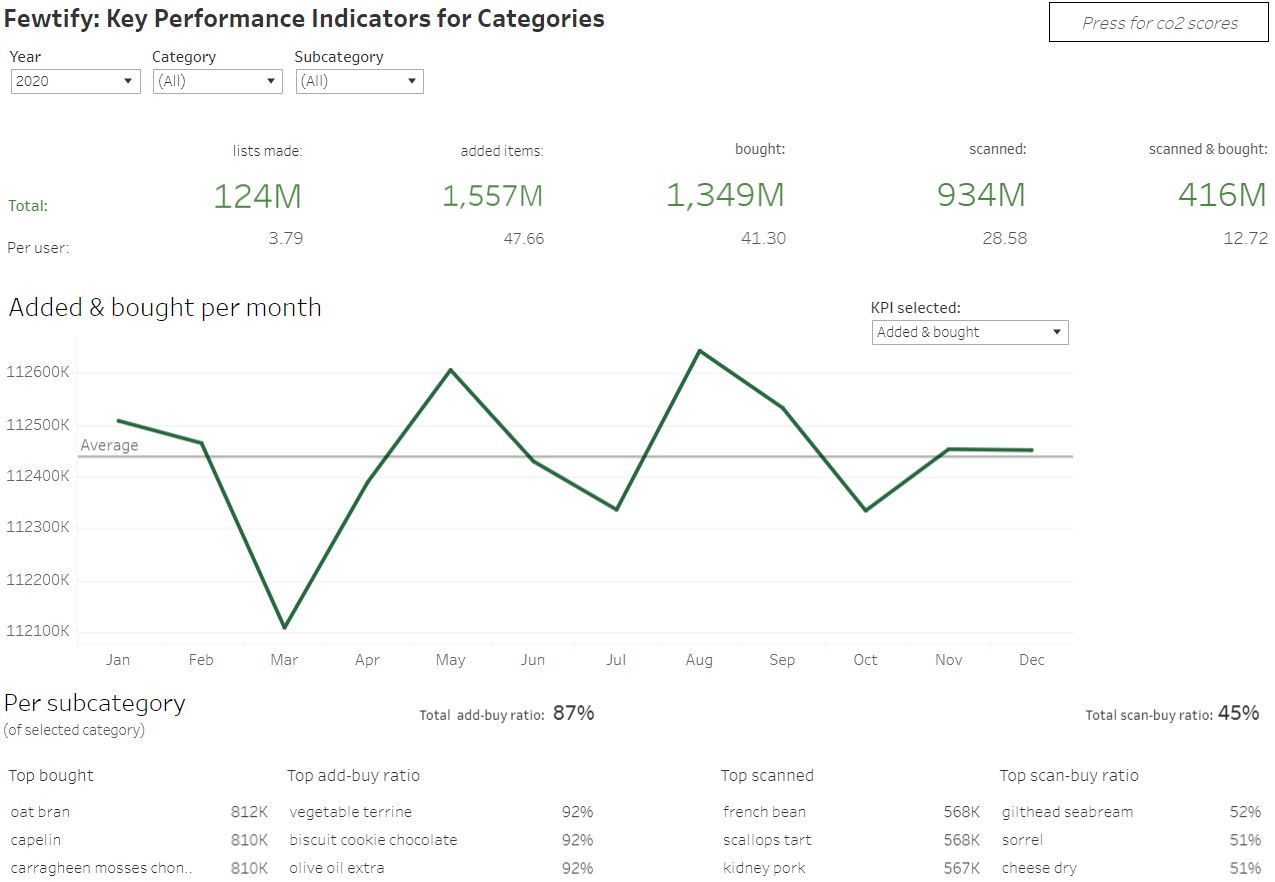 Fewtify: Key Performance Indicators for Categories
Press for co2 scores
Year Category Subcategory
2020 (All) (All)
lists made: added items: bought: scanned: scanned & bought:
Total: 124M 1,557M 1,349M 934M 416M
Per user: 3.79 47.66 41.30 28.58 12.72
Added & bought per month
KPI selected:
Added & bought
112600K
112500K
Average
112400K
112300K
112200K
112100K
Jan Feb Mar Apr May Jun Jul Aug Sep Oct Nov Dec
Per subcategory
(of selected category)
Total add-buy ratio: 87%
Total scan-buy ratio: 45%
Top bought Top add-buy ratio Top scanned Top scan-buy ratio
oat bran 812K vegetable terrine 92% french bean 568K gilthead seabream 52%
capelin 810K biscuit cookie chocolate 92% scallops tart 568K sorrel 51%
carragheen mosses chon.. 810K olive oil extra 92% kidney pork 567K cheese dry 51%